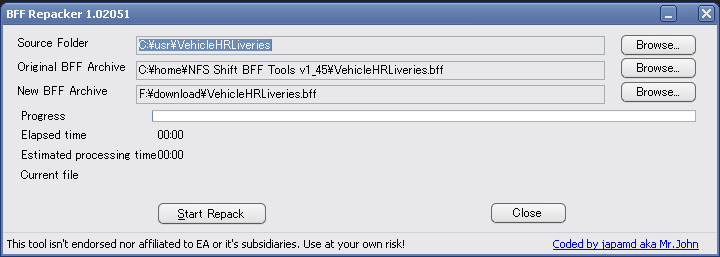 BFF Repacker 1.02051
Source Folder C:¥usr¥VehicleHRLiveries Browse...
Original BFF Archive C:¥home¥NFS Shift BFF Tools v1_45¥VehicleHRLiveries.bff Browse...
New BFF Archive F:¥download¥VehicleHRLiveries.bff Browse...
Progress
Elapsed time 00:00
Estimated processing time 00:00
Current file
Start Repack Close
This tool isn't endorsed nor affiliated to EA or it's subsidiaries. Use at your own risk! Coded by japamd aka Mr.John